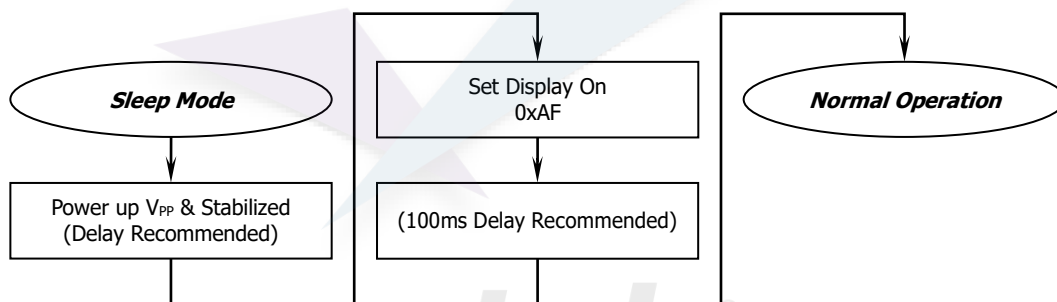 Sleep Mode
Power up VPP & Stabilized
(Delay Recommended)
Set Display On
0xAF
(100ms Delay Recommended)
Normal Operation